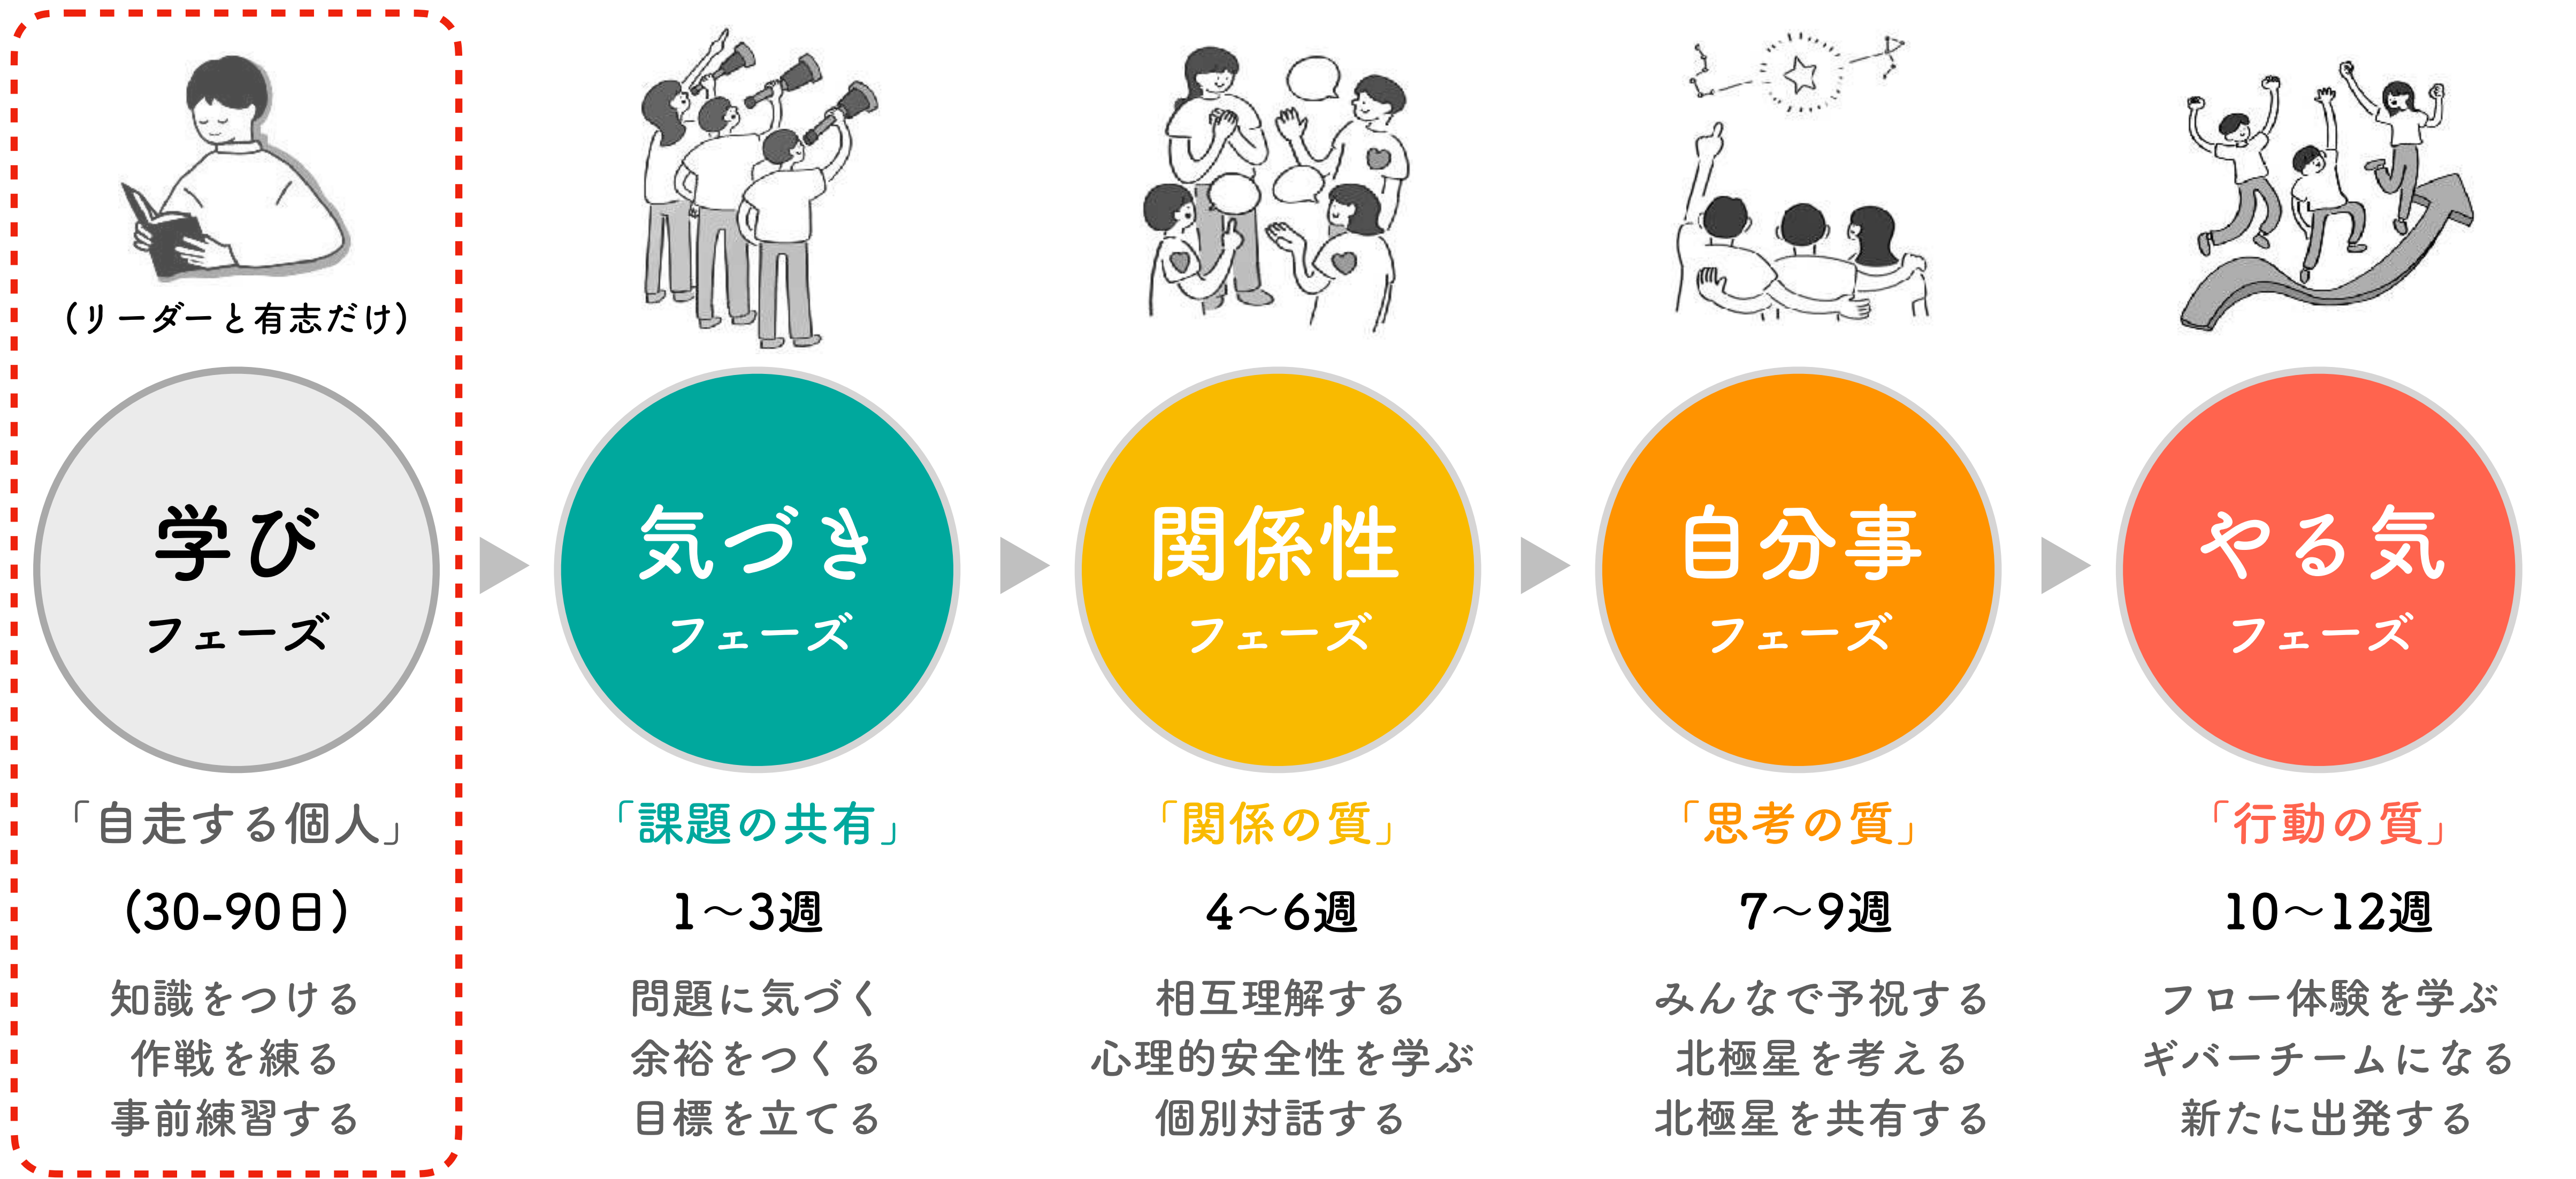 (リーダーと有志だけ)
学び
フェーズ
「自走する個人」
(30-90日)
知識をつける
作戦を練る
事前練習する
気づき
フェーズ
「課題の共有」
1〜3週
問題に気づく
余裕をつくる
目標を立てる
関係性
フェーズ
「関係の質」
4〜6週
相互理解する
心理的安全性を学ぶ
個別対話する
自分事
フェーズ
「思考の質」
7〜9週
みんなで予祝する
北極星を考える
北極星を共有する
やる気
フェーズ
「行動の質」
10〜12週
フロー体験を学ぶ
ギバーチームになる
新たに出発する